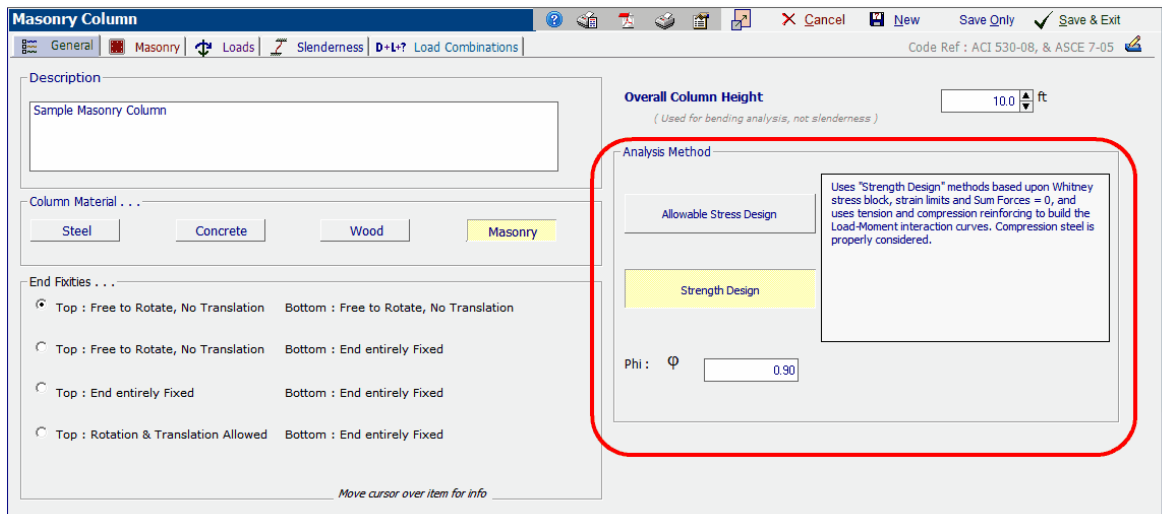 Masonry Column
? Cancel New Save Only Save & Exit
General Masonry Loads Slenderness D+L+? Load Combinations Code Ref : ACI 530-08, & ASCE 7-05
Description
Sample Masonry Column
Overall Column Height 10.0 ft
( Used for bending analysis, not slenderness )
Column Material . . .
Steel Concrete Wood Masonry
End Fixities . . .
Top : Free to Rotate, No Translation Bottom : Free to Rotate, No Translation
Top : Free to Rotate, No Translation Bottom : End entirely Fixed
Top : End entirely Fixed Bottom : End entirely Fixed
Top : Rotation & Translation Allowed Bottom : End entirely Fixed
Move cursor over item for info
Analysis Method
Allowable Stress Design
Strength Design
Uses "Strength Design" methods based upon Whitney
stress block, strain limits and Sum Forces = 0, and
uses tension and compression reinforcing to build the
Load-Moment interaction curves. Compression steel is
properly considered.
Phi : φ 0.90